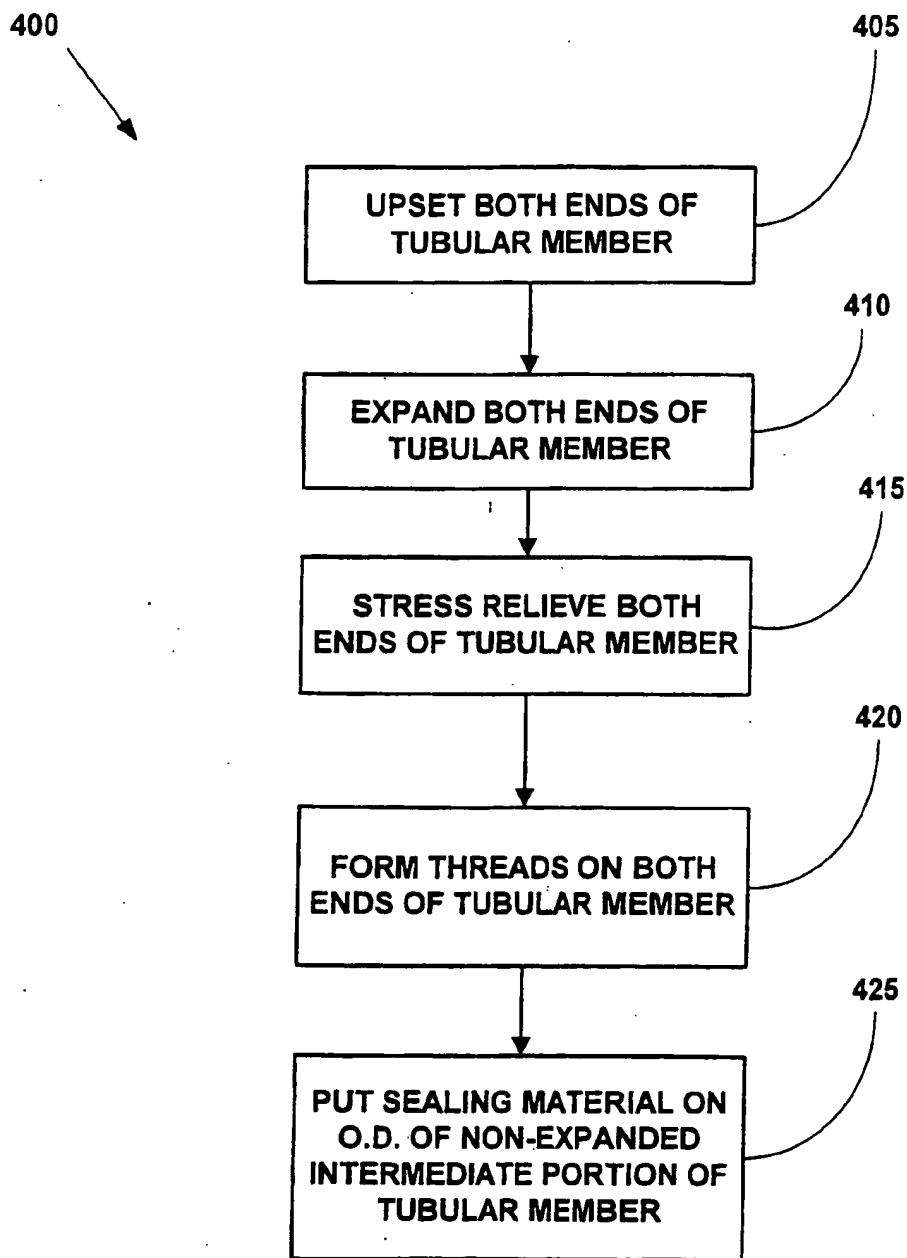 400
405
UPSET BOTH ENDS OF
TUBULAR MEMBER
410
EXPAND BOTH ENDS OF
TUBULAR MEMBER
415
STRESS RELIEVE BOTH
ENDS OF TUBULAR MEMBER
420
FORM THREADS ON BOTH
ENDS OF TUBULAR MEMBER
425
PUT SEALING MATERIAL ON
O.D. OF NON-EXPANDED
INTERMEDIATE PORTION OF
TUBULAR MEMBER